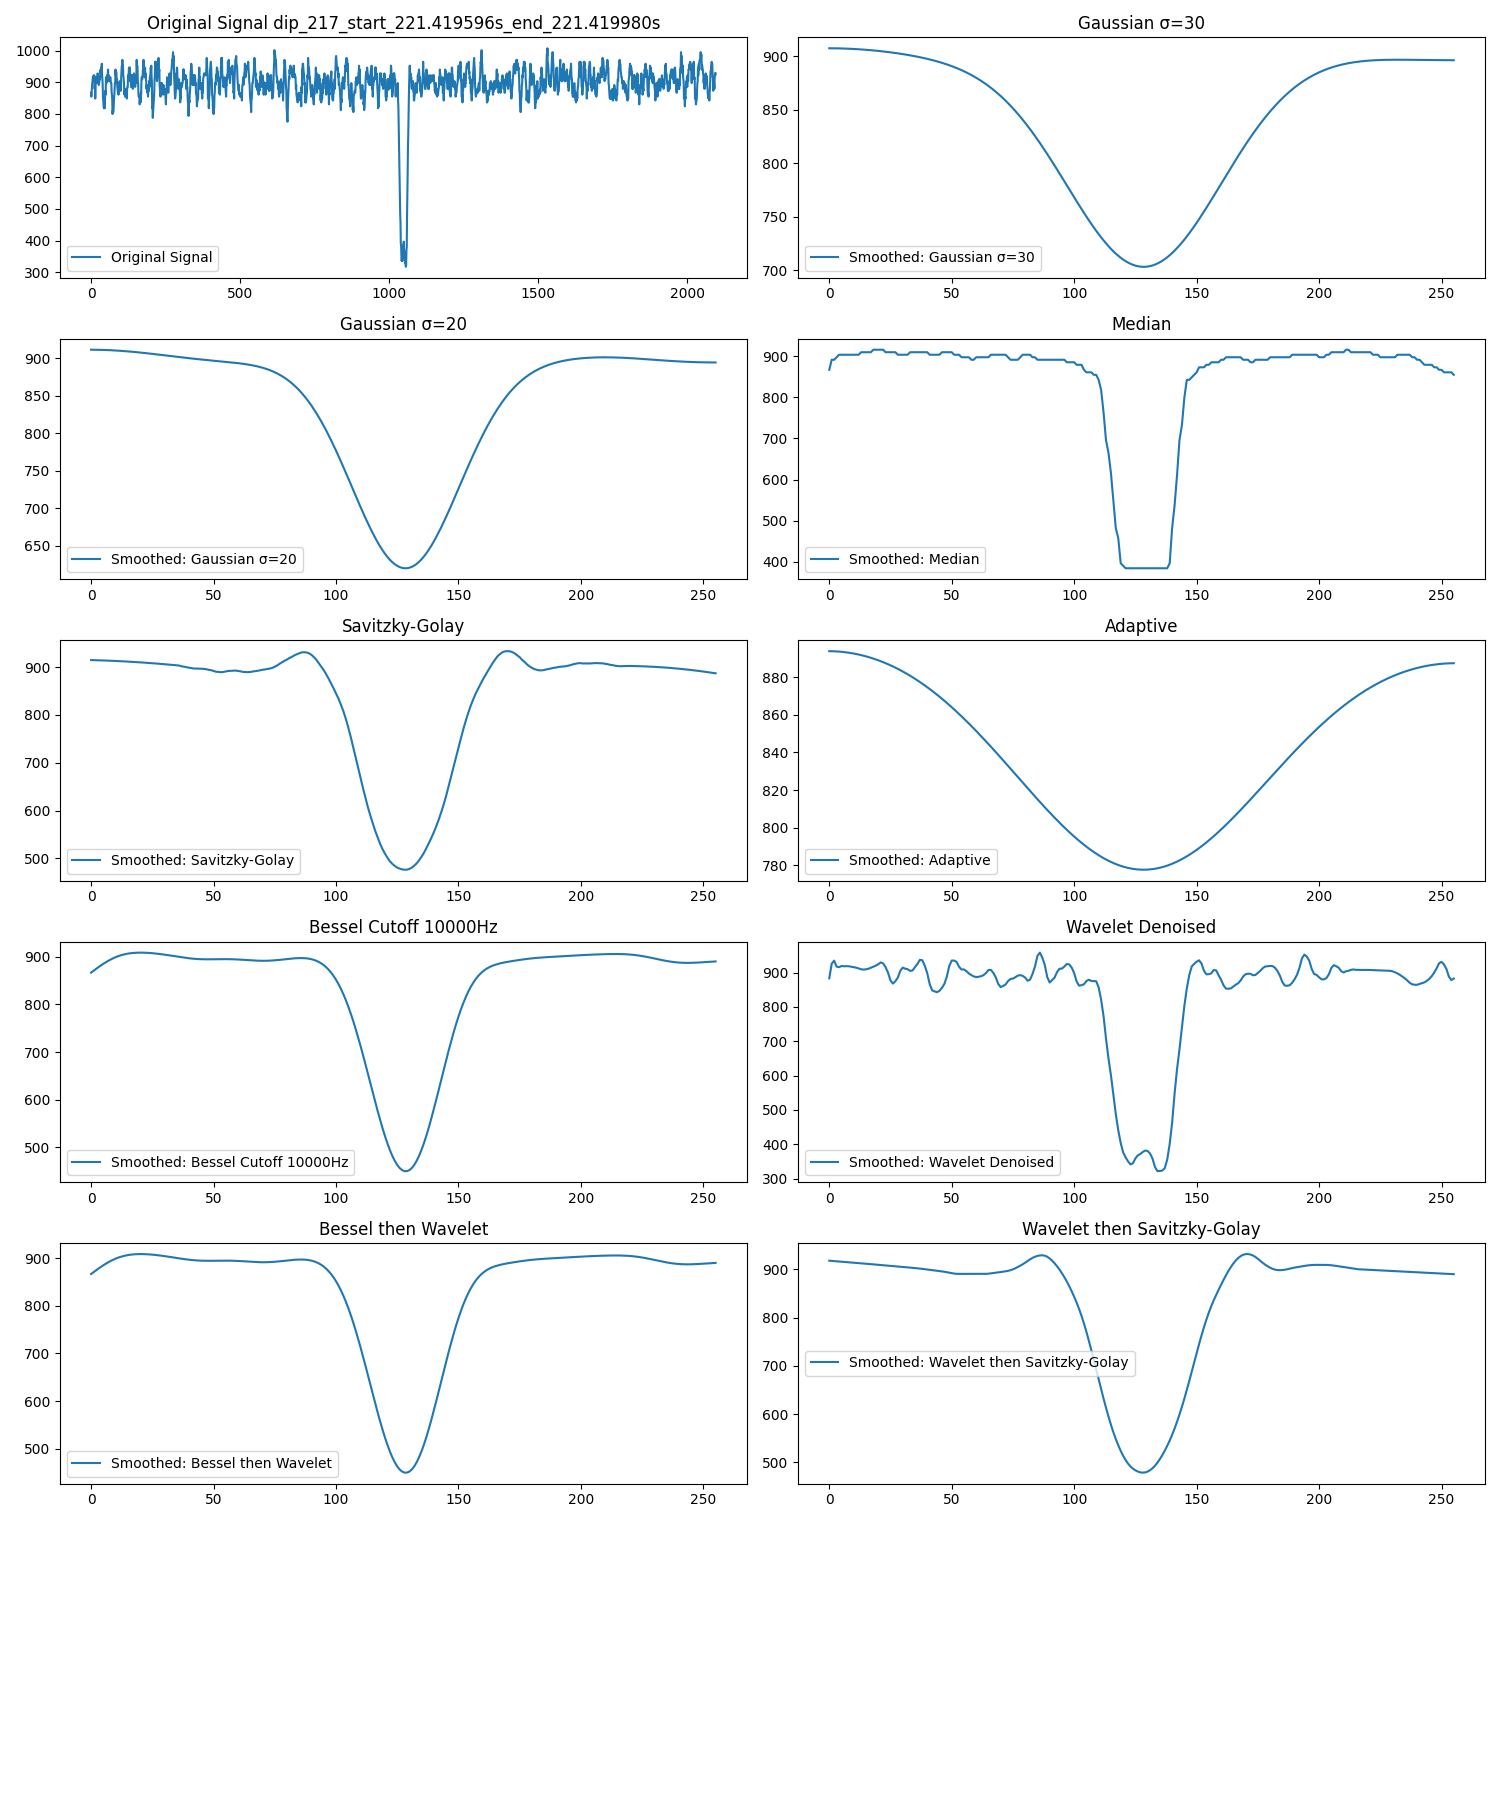 Original Signal dip_217_start_221.419596s_end_221.419980s
1000
900
800
700
600
500
400
300
Original Signal
0 500 1000 1500 2000
Gaussian σ=30
900
850
800
750
700
Smoothed: Gaussian σ=30
0 50 100 150 200 250
Gaussian σ=20
900
850
800
750
700
650
Smoothed: Gaussian σ=20
0 50 100 150 200 250
Median
900
800
700
600
500
400
Smoothed: Median
0 50 100 150 200 250
Savitzky-Golay
900
800
700
600
500
Smoothed: Savitzky-Golay
0 50 100 150 200 250
Adaptive
880
860
840
820
800
780
Smoothed: Adaptive
0 50 100 150 200 250
Bessel Cutoff 10000Hz
900
800
700
600
500
Smoothed: Bessel Cutoff 10000Hz
0 50 100 150 200 250
Wavelet Denoised
900
800
700
600
500
400
300
Smoothed: Wavelet Denoised
0 50 100 150 200 250
Bessel then Wavelet
900
800
700
600
500
Smoothed: Bessel then Wavelet
0 50 100 150 200 250
Wavelet then Savitzky-Golay
900
800
700
600
500
Smoothed: Wavelet then Savitzky-Golay
0 50 100 150 200 250